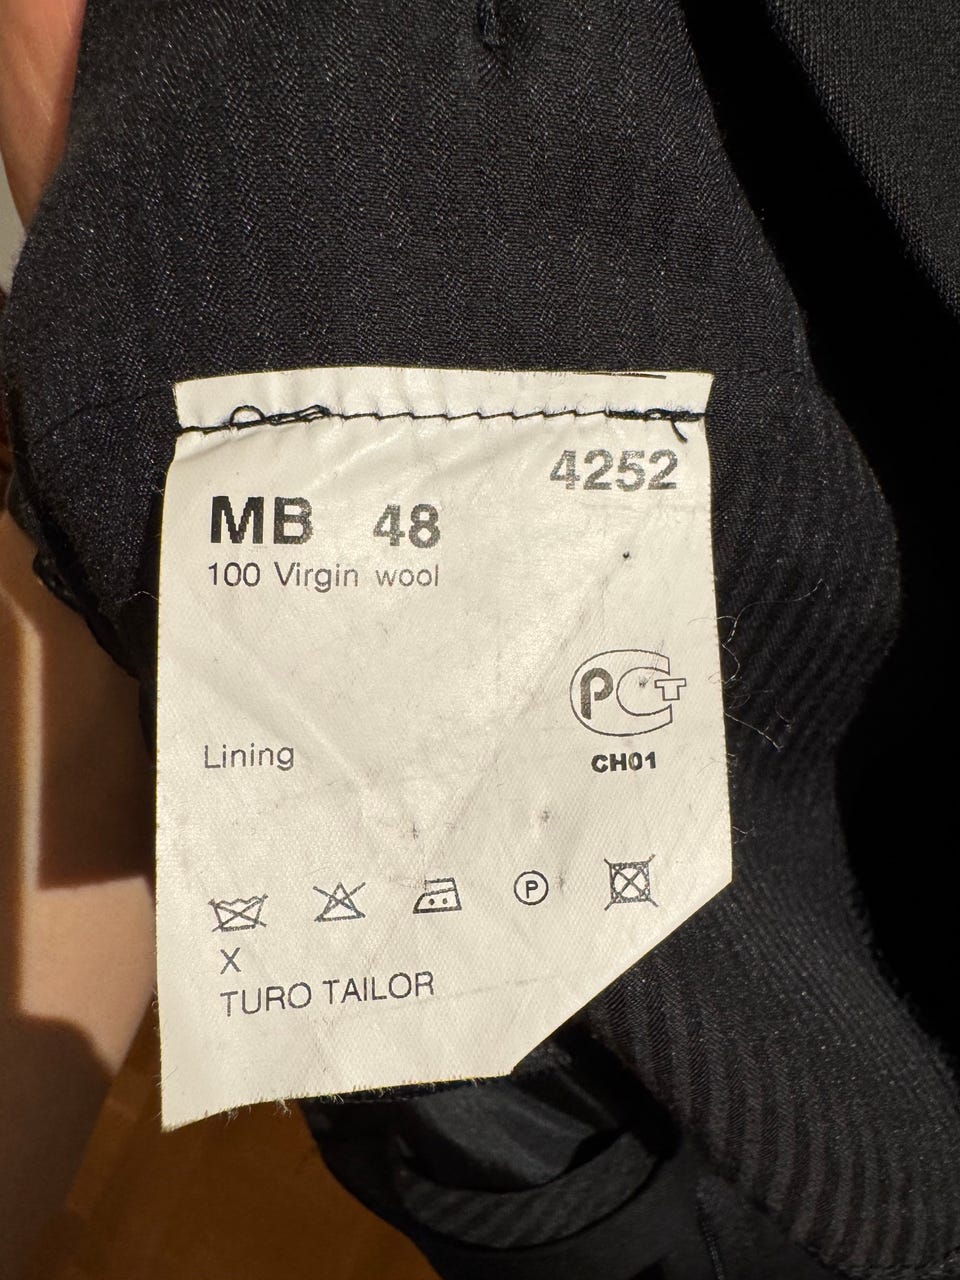 4252
MB 48
100 Virgin wool
PCT
CH01
Lining
P
X
TURO TAILOR